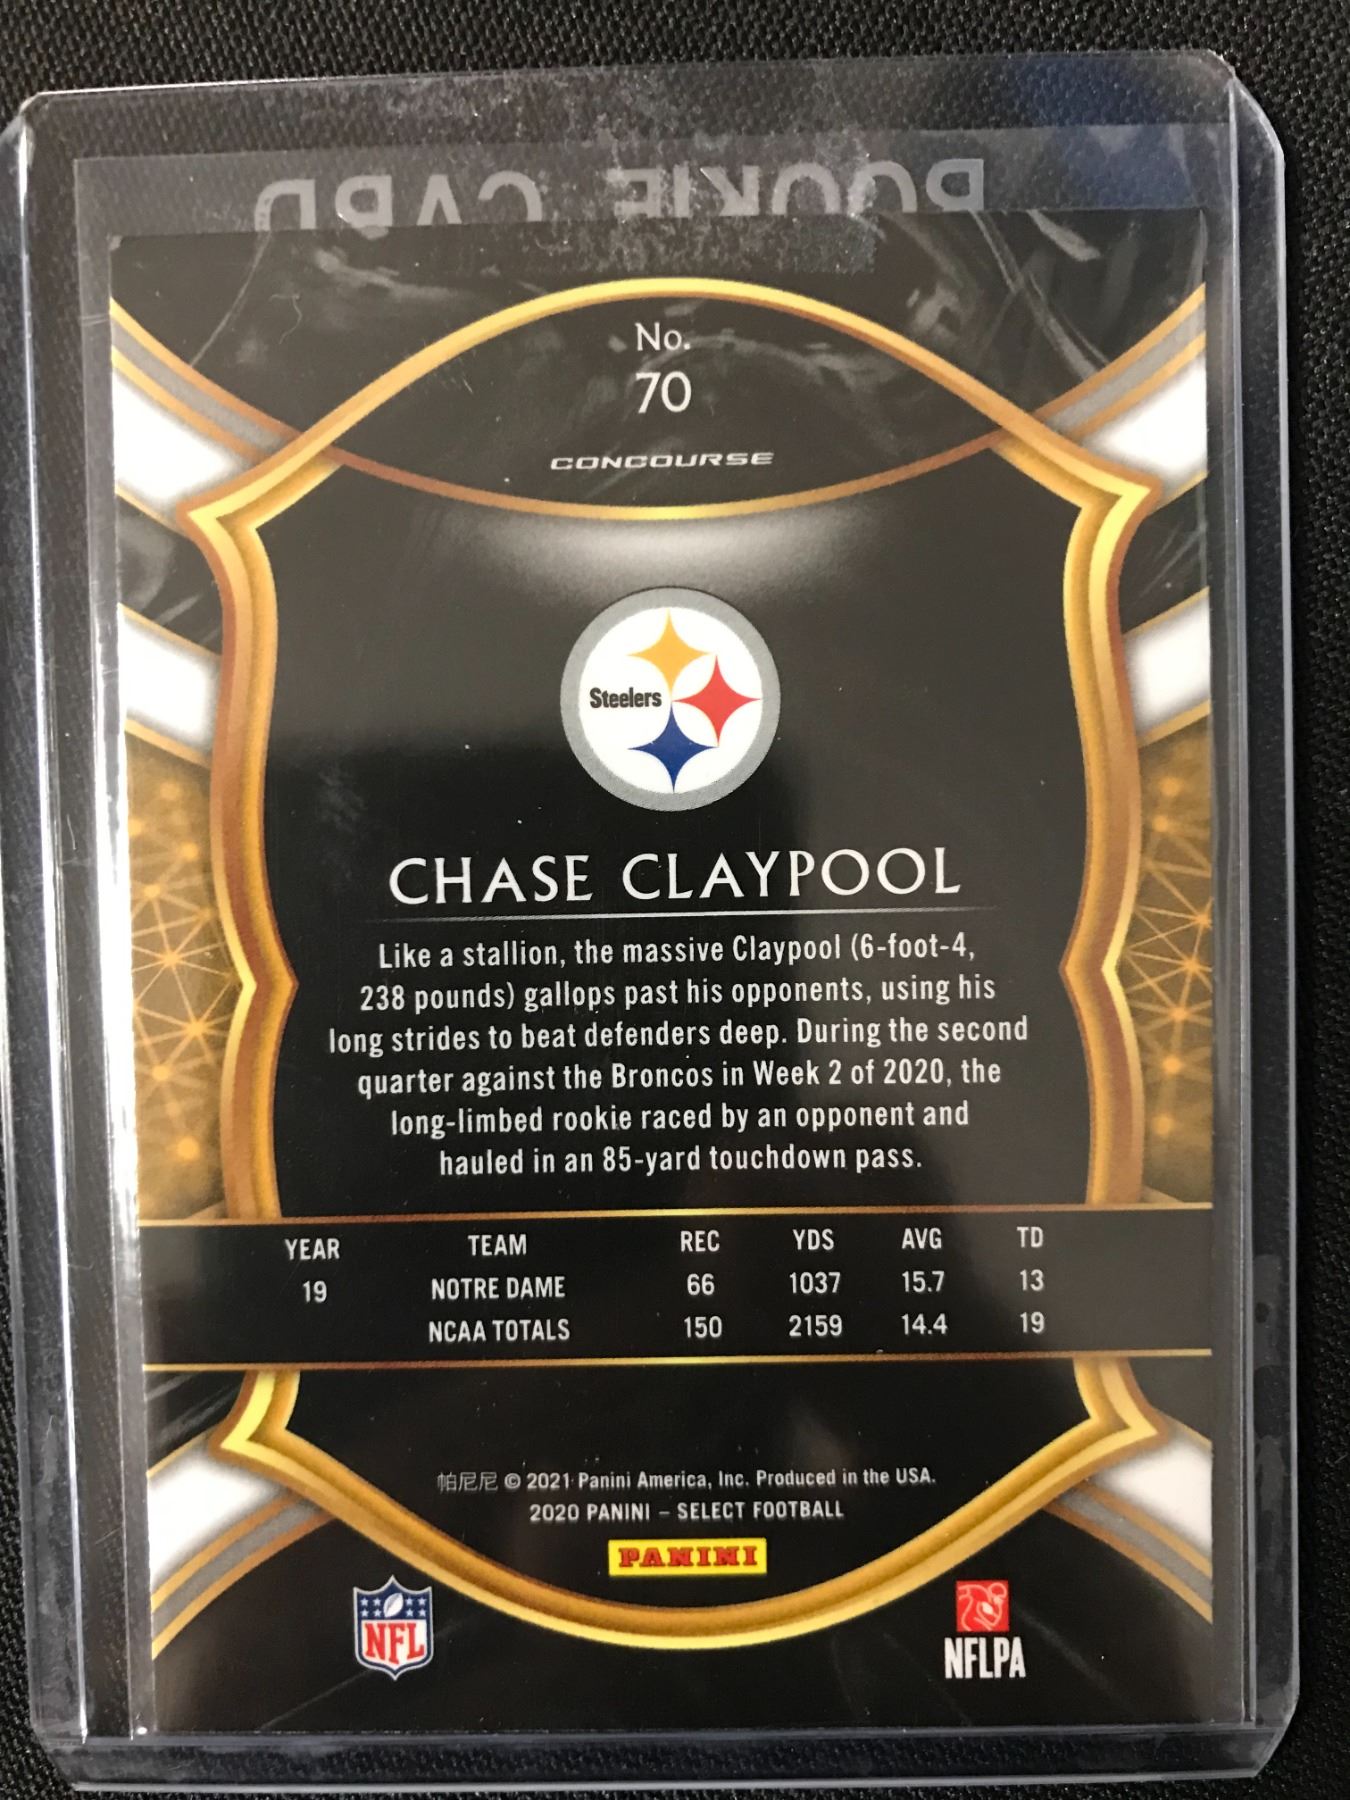 ROOKIE CARD
No.
70
CONCOURSE
Steelers
CHASE CLAYPOOL
Like a stallion, the massive Claypool (6-foot-4,
238 pounds) gallops past his opponents, using his
long strides to beat defenders deep. During the second
quarter against the Broncos in Week 2 of 2020, the
long-limbed rookie raced by an opponent and
hauled in an 85-yard touchdown pass.
YEAR TEAM REC YDS AVG TD
19 NOTRE DAME 66 1037 15.7 13
NCAA TOTALS 150 2159 14.4 19
帕尼尼 © 2021 Panini America, Inc. Produced in the USA.
2020 PANINI – SELECT FOOTBALL
PANINI
NFL
NFLPA